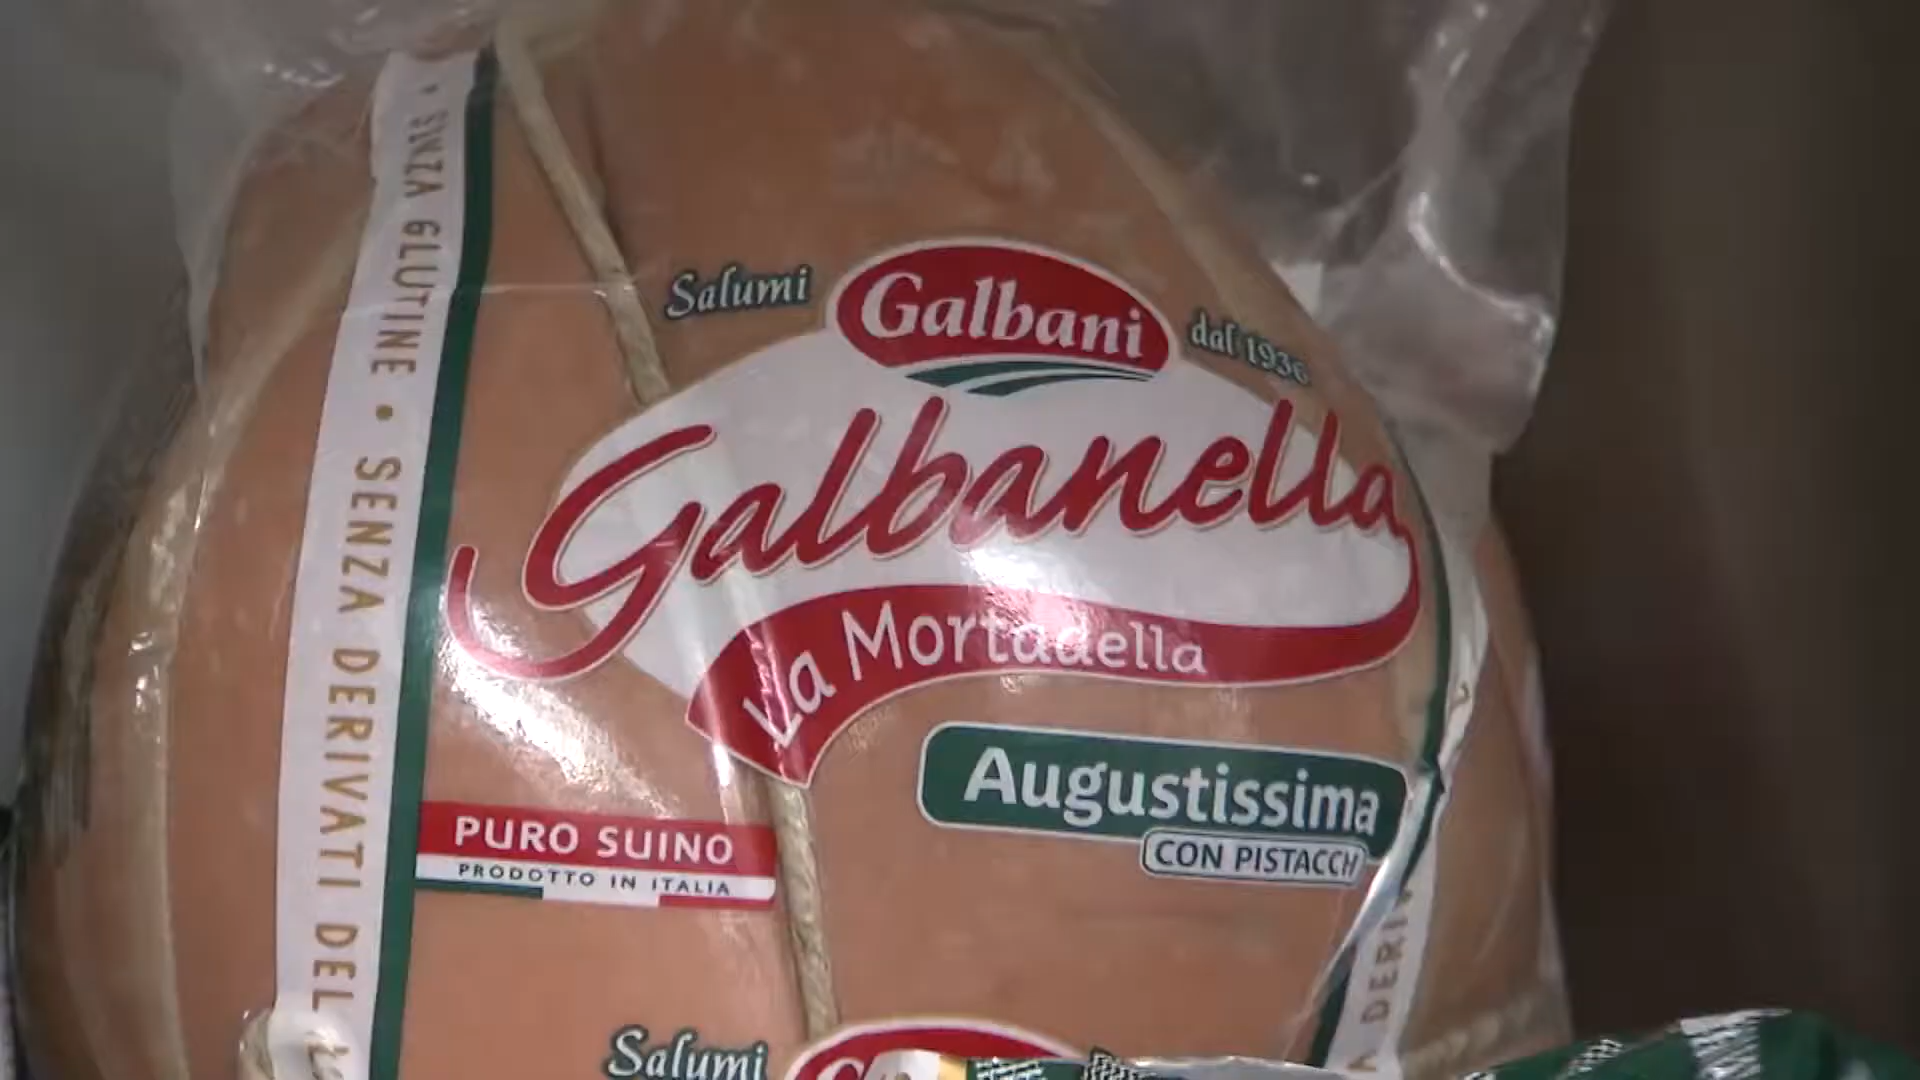 SENZA GLUTINE • SENZA DERIVATI DEL
Salumi
Galbani
dal 1936
Galbanella
La Mortadella
Augustissima
CON PISTACCH
PURO SUINO
PRODOTTO IN ITALIA
DERIV
Salumi